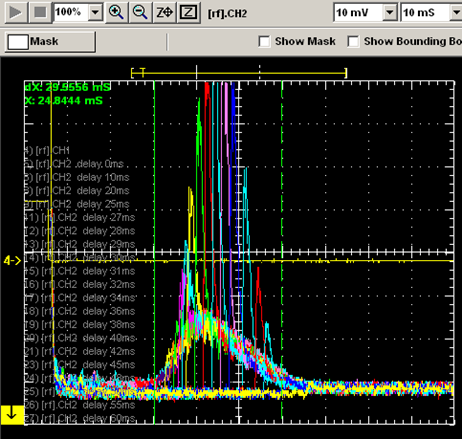 100% [rf].CH2 10 mV 10 mS
Mask Show Mask Show Bounding Bo
dX: 29.5556 mS
X: 24.8444 mS
T
[rf].CH1
[rf].CH2 delay 0ms
[rf].CH2 delay 10ms
[rf].CH2 delay 20ms
[rf].CH2 delay 25ms
[rf].CH2 delay 27ms
[rf].CH2 delay 28ms
[rf].CH2 delay 29ms
[rf].CH2 delay
4-> [rf].CH2 delay 31ms
[rf].CH2 delay 32ms
[rf].CH2 delay 34ms
[rf].CH2 delay 36ms
[rf].CH2 delay 38ms
[rf].CH2 delay 40ms
[rf].CH2 delay 42ms
[rf].CH2 delay 45ms
[rf].CH2 delay 55ms
[rf].CH2 delay 60ms